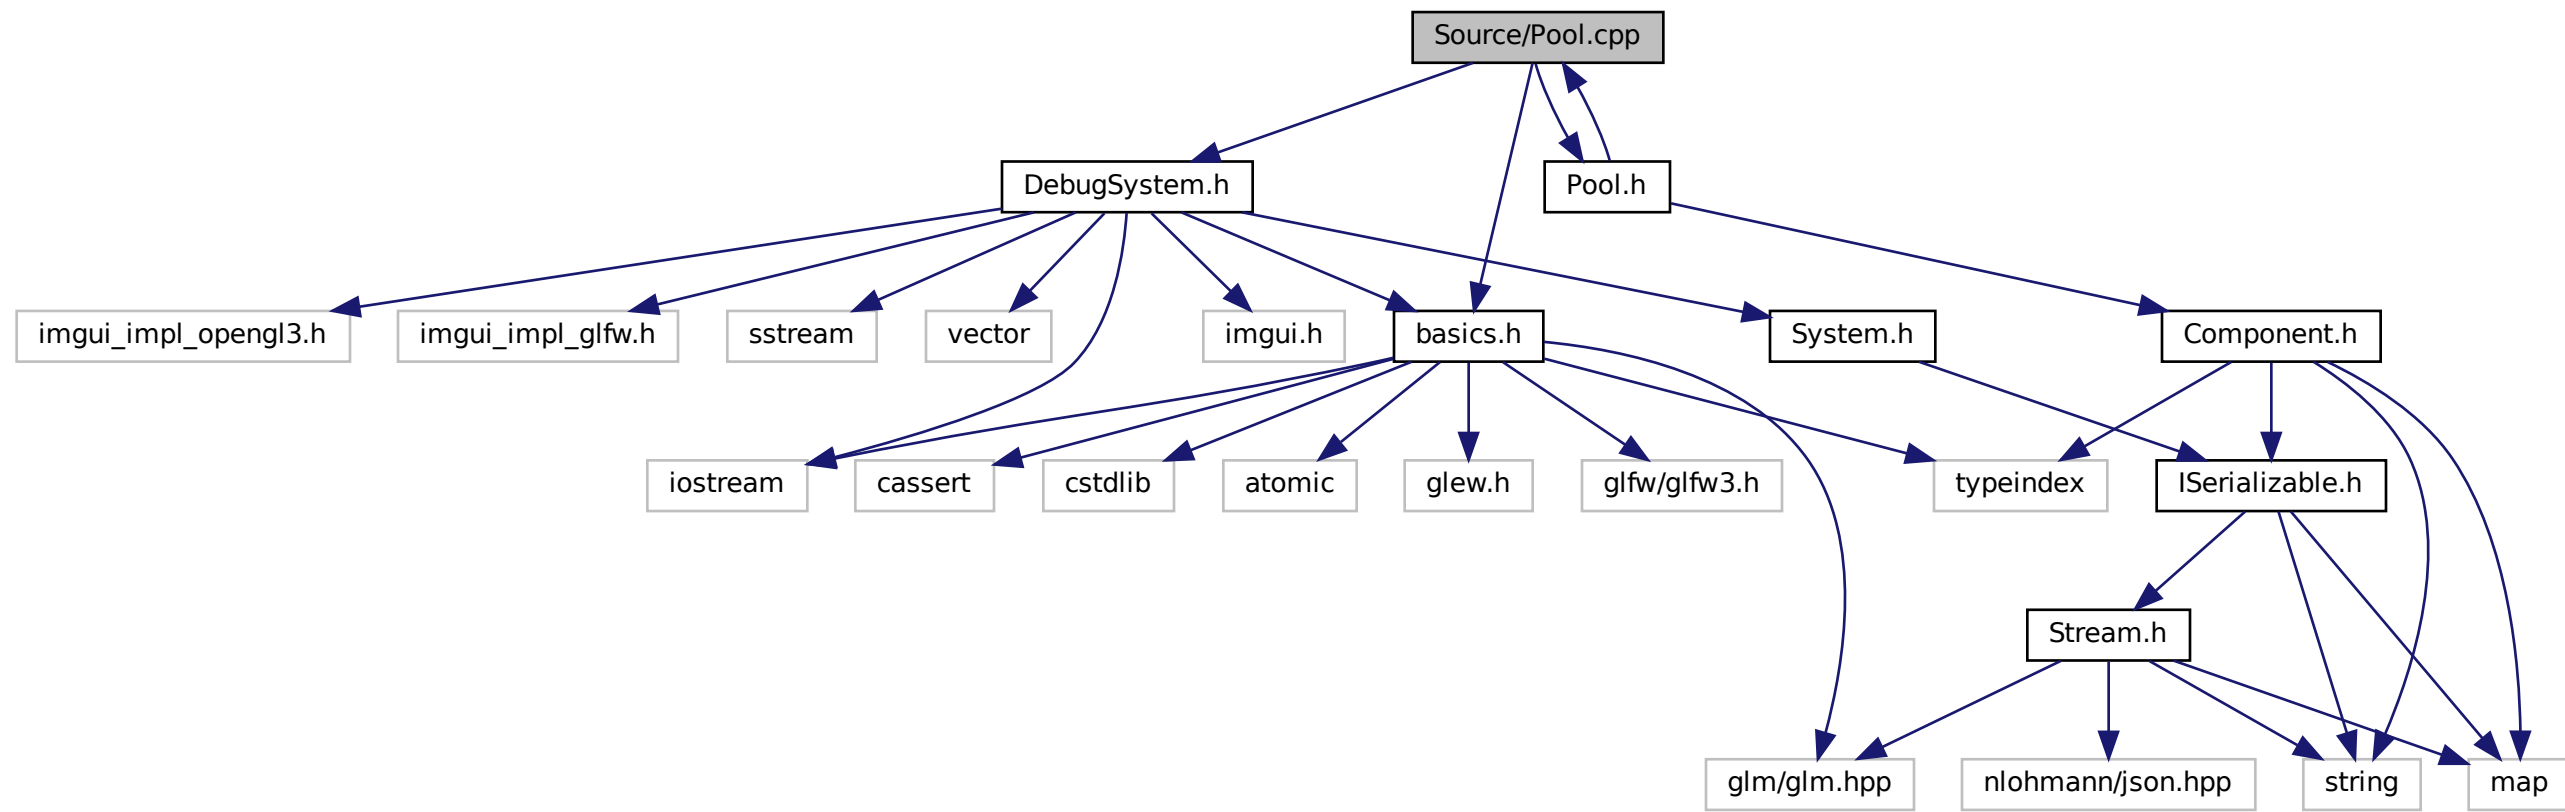 Source/Pool.cpp
DebugSystem.h
Pool.h
imgui_impl_opengl3.h
imgui_impl_glfw.h
sstream
vector
imgui.h
basics.h
System.h
Component.h
iostream
cassert
cstdlib
atomic
glew.h
glfw/glfw3.h
typeindex
ISerializable.h
Stream.h
glm/glm.hpp
nlohmann/json.hpp
string
map